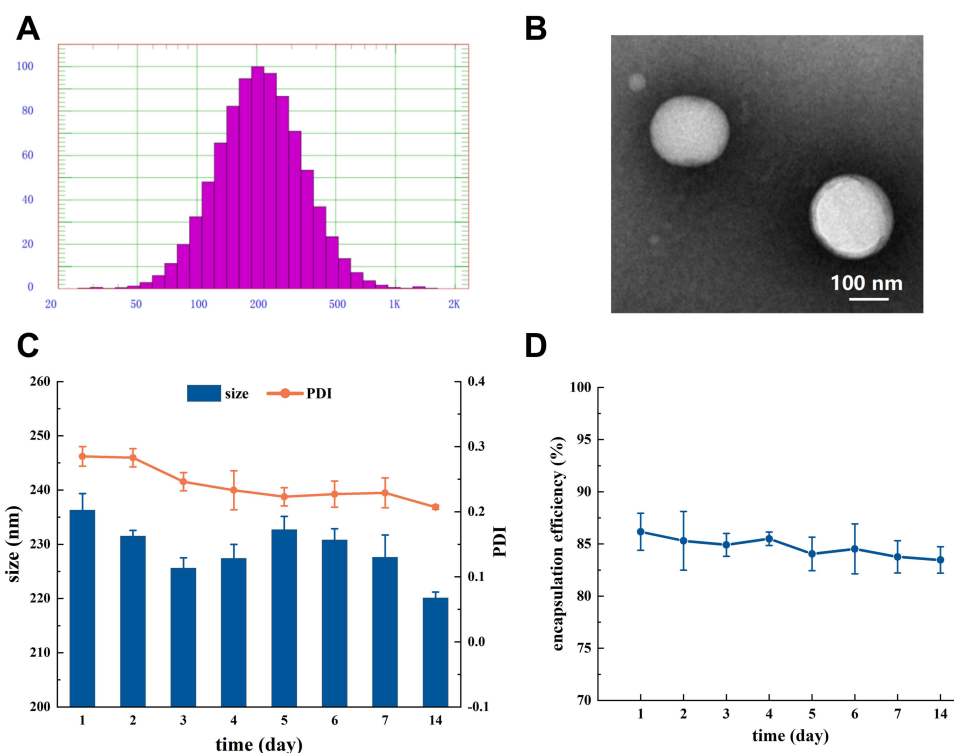 A
100
80
60
40
20
0
20 50 100 200 500 1K 2K
B
100 nm
C
size PDI
260
250
240
230
220
210
200
size (nm)
0.4
0.3
0.2
0.1
0.0
-0.1
PDI
1 2 3 4 5 6 7 14
time (day)
D
100
95
90
85
80
75
70
encapsulation efficiency (%)
1 2 3 4 5 6 7 14
time (day)